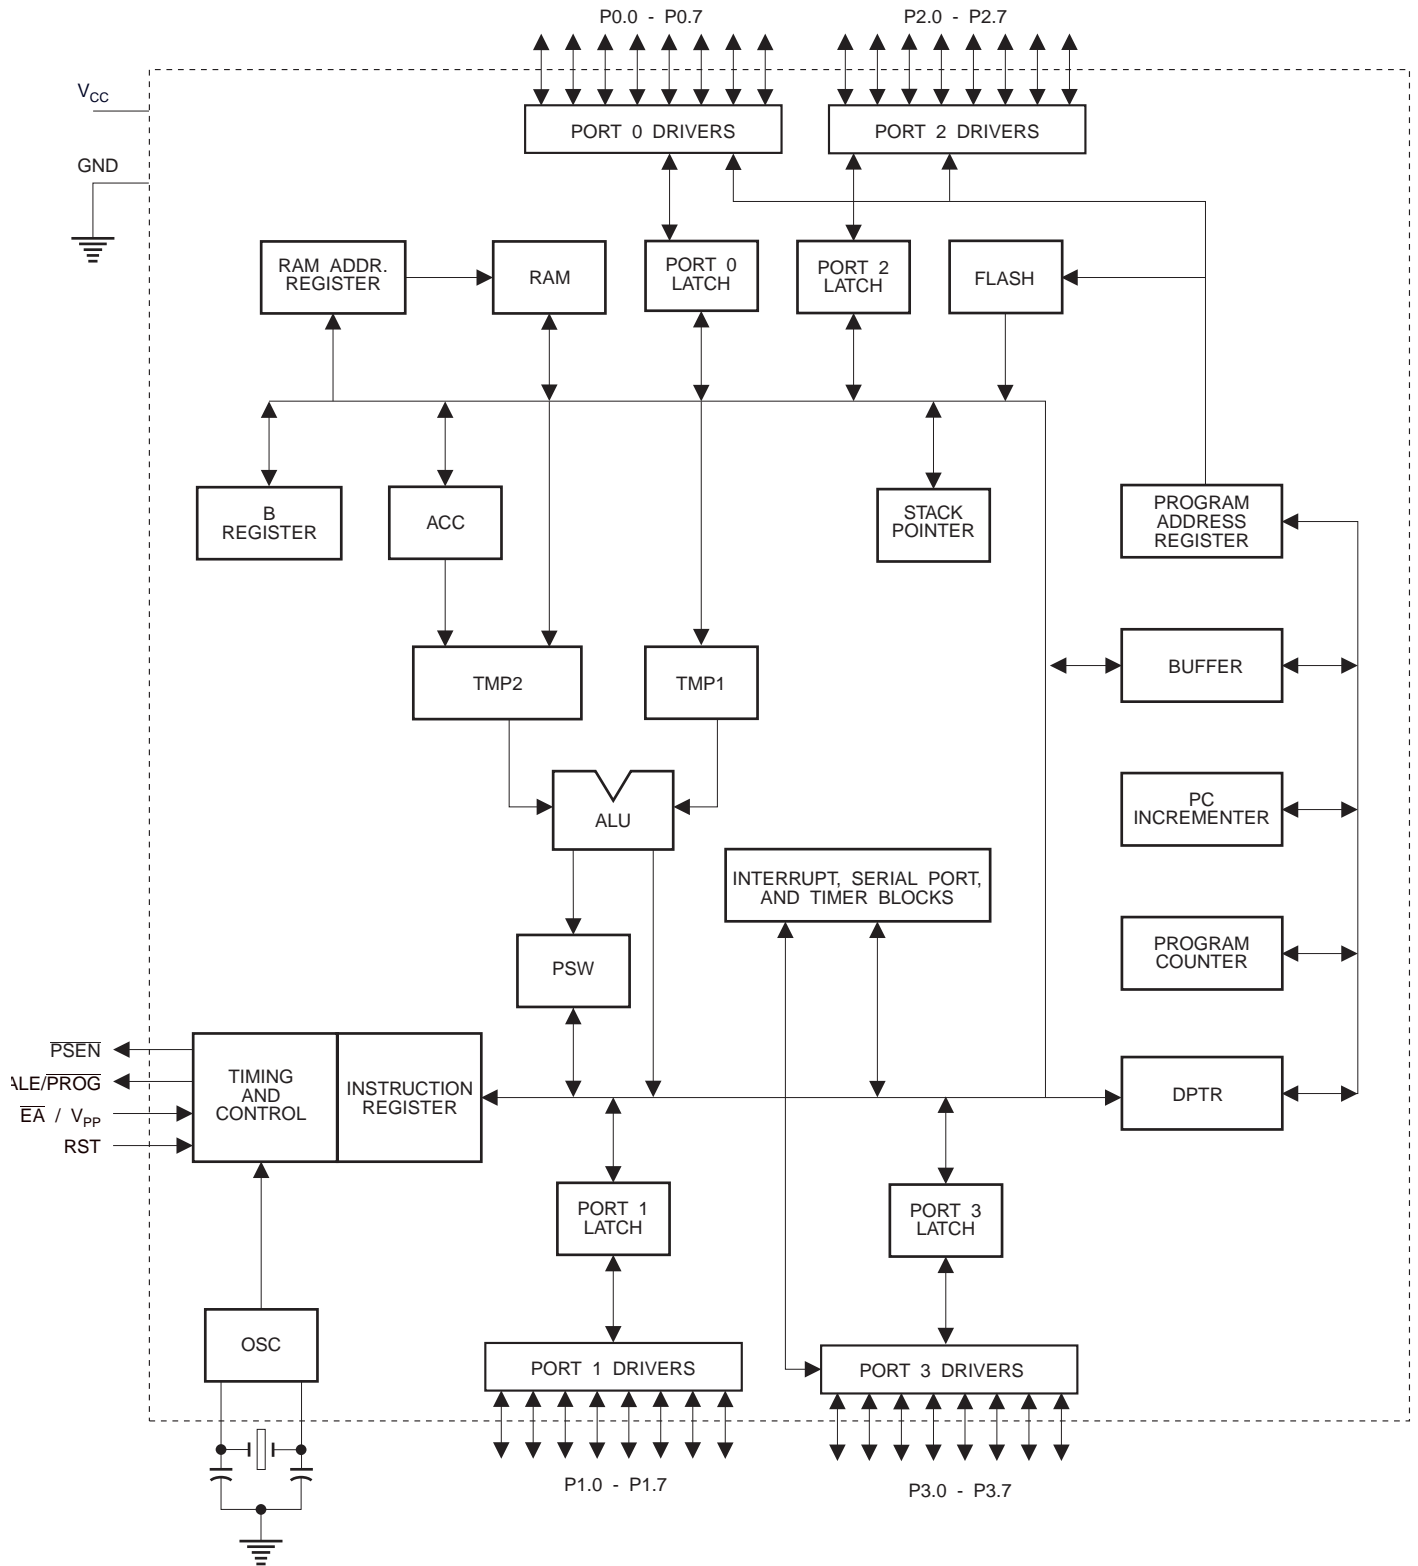 P0.0 - P0.7
P2.0 - P2.7
VCC
GND
PORT 0 DRIVERS
PORT 2 DRIVERS
RAM ADDR.
REGISTER
RAM
PORT 0
LATCH
PORT 2
LATCH
FLASH
B
REGISTER
ACC
STACK
POINTER
PROGRAM
ADDRESS
REGISTER
TMP2
TMP1
BUFFER
ALU
PC
INCREMENTER
INTERRUPT, SERIAL PORT,
AND TIMER BLOCKS
PSW
PROGRAM
COUNTER
PSEN
ALE/PROG
EA / VPP
RST
TIMING
AND
CONTROL
INSTRUCTION
REGISTER
DPTR
PORT 1
LATCH
PORT 3
LATCH
OSC
PORT 1 DRIVERS
PORT 3 DRIVERS
P1.0 - P1.7
P3.0 - P3.7